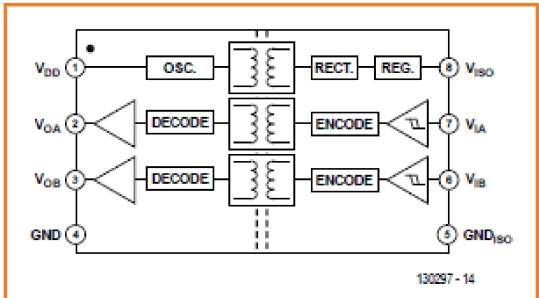 VDD 1 OSC. RECT. REG. 8 VISO
VOA 2 DECODE ENCODE 7 VIA
VOB 3 DECODE ENCODE 6 VIB
GND 4 5 GNDISO
130297 - 14